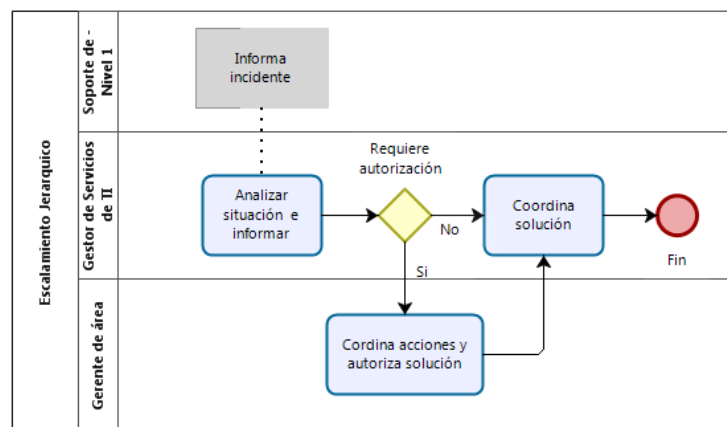 Escalamiento Jerarquico
Soporte de -
Nivel 1
Informa
incidente
Gestor de Servicios
de TI
Analizar
situación e
informar
Requiere
autorización
No
Si
Coordina
solución
Fin
Gerente de área
Cordina acciones y
autoriza solución